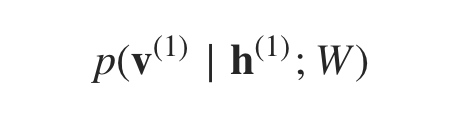 p(𝐯⁽¹⁾ | 𝐡⁽¹⁾; W)